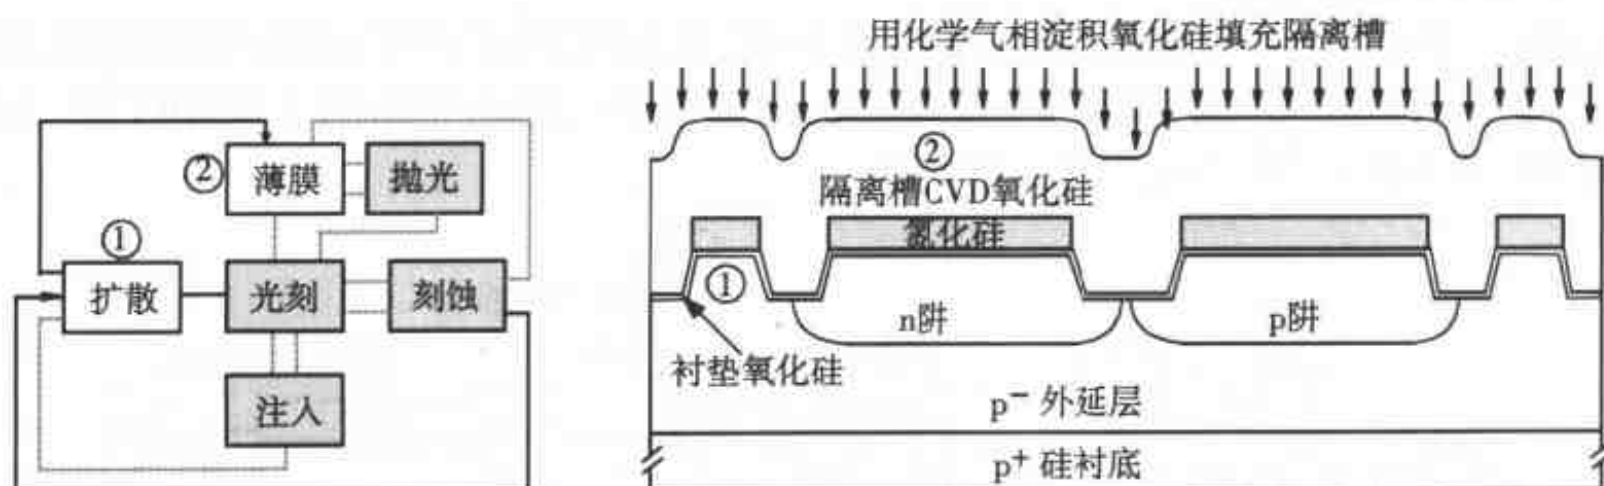 用化学气相淀积氧化硅填充隔离槽
② 薄膜 抛光
① 扩散 光刻 刻蚀
注入
②
隔离槽CVD氧化硅
氮化硅
①
n阱 p阱
衬垫氧化硅
p⁻ 外延层
p⁺ 硅衬底